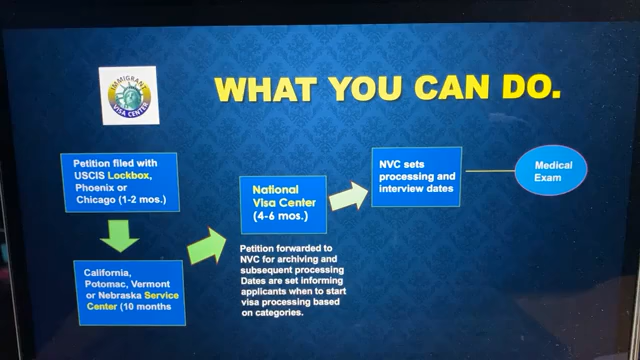 IMMIGRANT
VISA CENTER
WHAT YOU CAN DO.
Petition filed with
USCIS Lockbox,
Phoenix or
Chicago (1-2 mos.)
California,
Potomac, Vermont
or Nebraska Service
Center (10 months
National
Visa Center
(4-6 mos.)
Petition forwarded to
NVC for archiving and
subsequent processing
Dates are set informing
applicants when to start
visa processing based
on categories.
NVC sets
processing and
interview dates
Medical
Exam